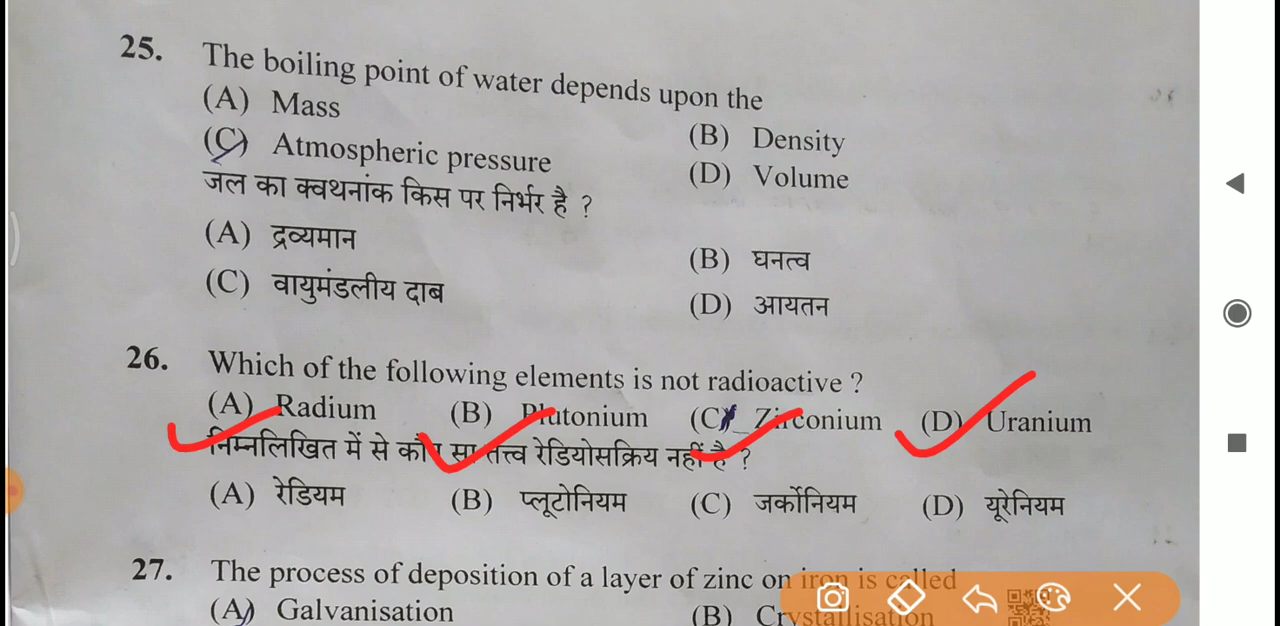 25. The boiling point of water depends upon the
(A) Mass
(B) Density
(C) Atmospheric pressure
(D) Volume
जल का क्वथनांक किस पर निर्भर है ?
(A) द्रव्यमान
(B) घनत्व
(C) वायुमंडलीय दाब
(D) आयतन
26. Which of the following elements is not radioactive ?
(A) Radium (B) Plutonium (C) Zirconium (D) Uranium
निम्नलिखित में से कौन सा तत्त्व रेडियोसक्रिय नहीं है ?
(A) रेडियम (B) प्लूटोनियम (C) जर्कोनियम (D) यूरेनियम
27. The process of deposition of a layer of zinc on iron is called
(A) Galvanisation (B) Crystallisation